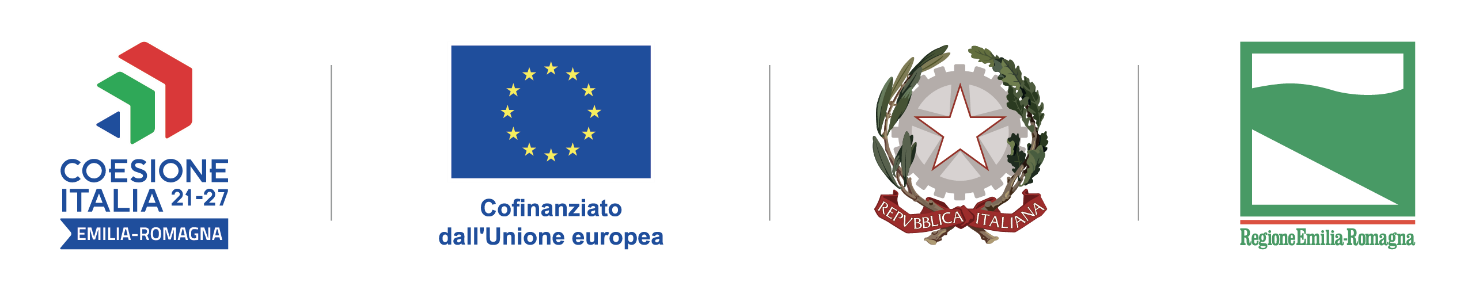 COESIONE
ITALIA 21-27
EMILIA-ROMAGNA
Cofinanziato
dall'Unione europea
REPVBBLICA ITALIANA
RegioneEmilia-Romagna